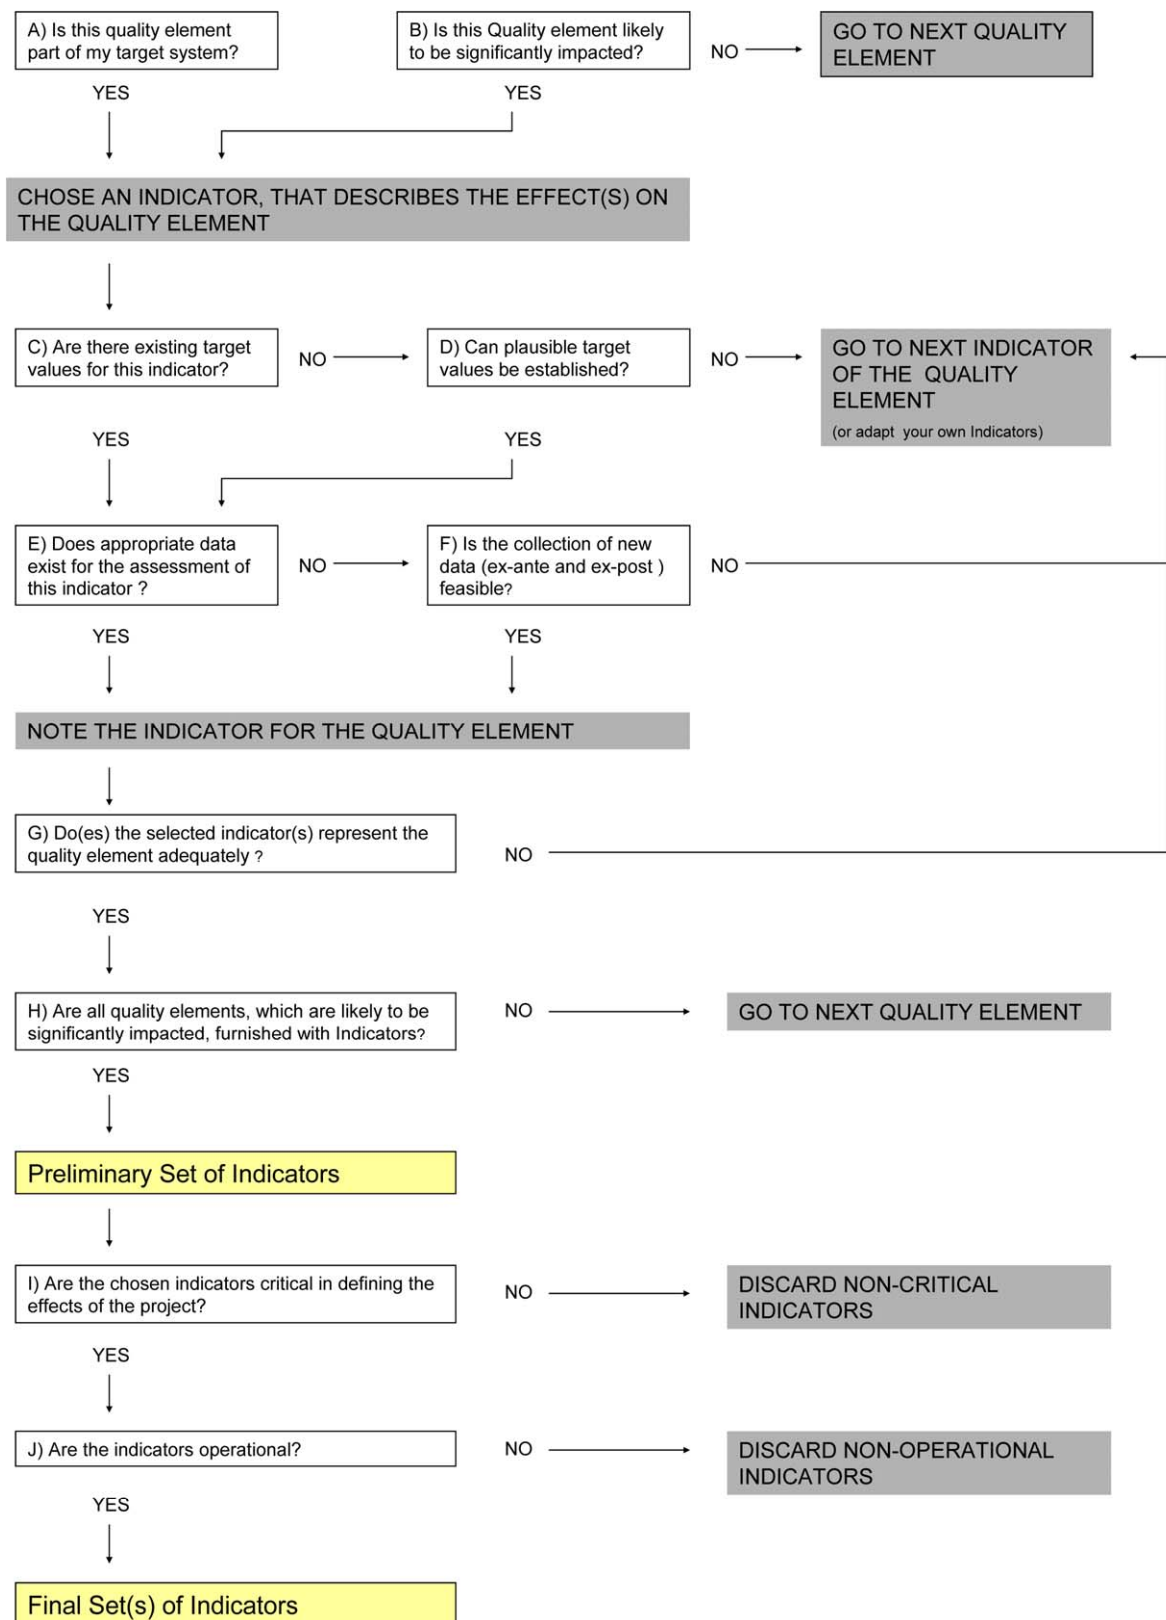 A) Is this quality element
part of my target system?
B) Is this Quality element likely
to be significantly impacted?
NO
GO TO NEXT QUALITY
ELEMENT
YES
YES
CHOSE AN INDICATOR, THAT DESCRIBES THE EFFECT(S) ON
THE QUALITY ELEMENT
C) Are there existing target
values for this indicator?
NO
D) Can plausible target
values be established?
NO
GO TO NEXT INDICATOR
OF THE QUALITY
ELEMENT
(or adapt your own Indicators)
YES
YES
E) Does appropriate data
exist for the assessment of
this indicator ?
NO
F) Is the collection of new
data (ex-ante and ex-post )
feasible?
NO
YES
YES
NOTE THE INDICATOR FOR THE QUALITY ELEMENT
G) Do(es) the selected indicator(s) represent the
quality element adequately ?
NO
YES
H) Are all quality elements, which are likely to be
significantly impacted, furnished with Indicators?
NO
GO TO NEXT QUALITY ELEMENT
YES
Preliminary Set of Indicators
I) Are the chosen indicators critical in defining the
effects of the project?
NO
DISCARD NON-CRITICAL
INDICATORS
YES
J) Are the indicators operational?
NO
DISCARD NON-OPERATIONAL
INDICATORS
YES
Final Set(s) of Indicators